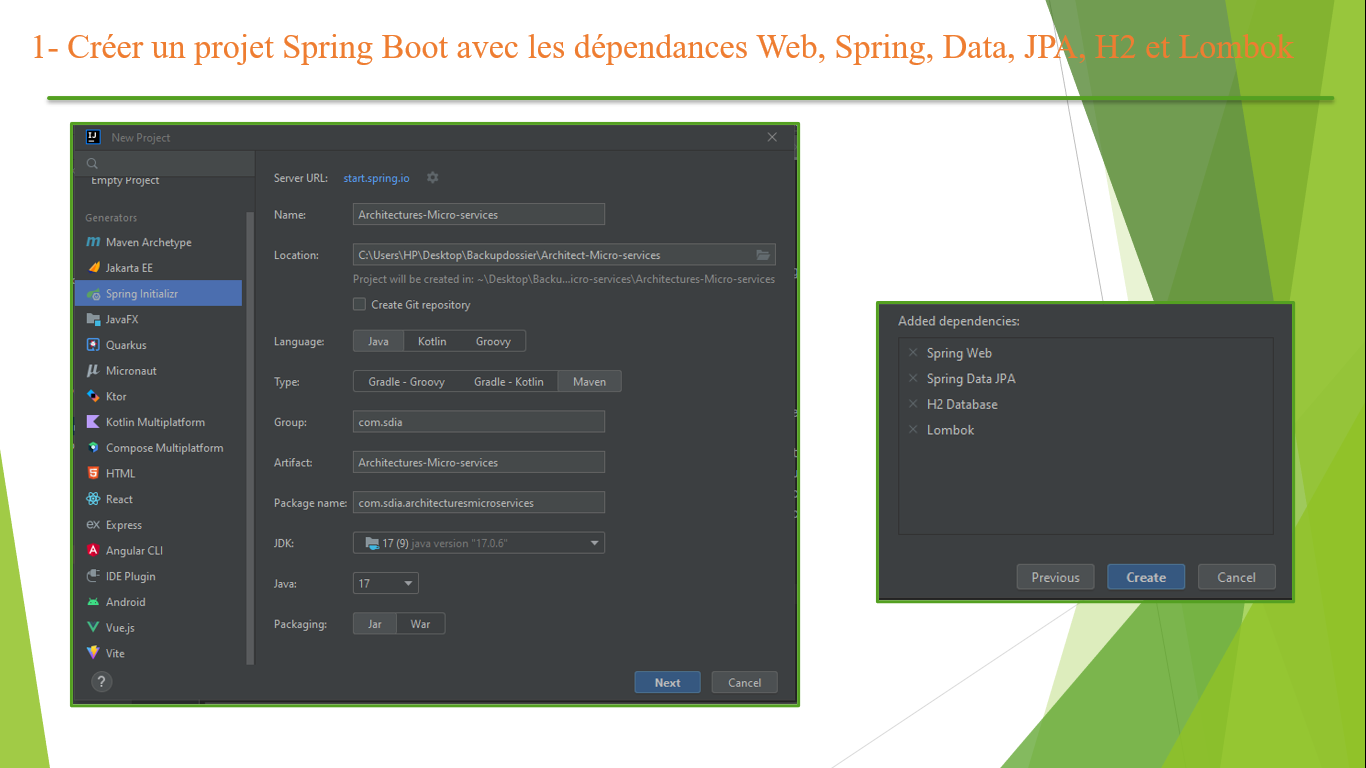 1- Créer un projet Spring Boot avec les dépendances Web, Spring, Data, JPA, H2 et Lombok
New Project
Empty Project
Generators
Maven Archetype
Jakarta EE
Spring Initializr
JavaFX
Quarkus
Micronaut
Ktor
Kotlin Multiplatform
Compose Multiplatform
HTML
React
Express
Angular CLI
IDE Plugin
Android
Vue.js
Vite
Server URL: start.spring.io
Name: Architectures-Micro-services
Location: C:\Users\HP\Desktop\Backupdossier\Architect-Micro-services
Project will be created in: ~\Desktop\Backu...icro-services\Architectures-Micro-services
Create Git repository
Language: Java Kotlin Groovy
Type: Gradle - Groovy Gradle - Kotlin Maven
Group: com.sdia
Artifact: Architectures-Micro-services
Package name: com.sdia.architecturesmicroservices
JDK: 17 (9) java version "17.0.6"
Java: 17
Packaging: Jar War
? Next Cancel
Added dependencies:
Spring Web
Spring Data JPA
H2 Database
Lombok
Previous Create Cancel